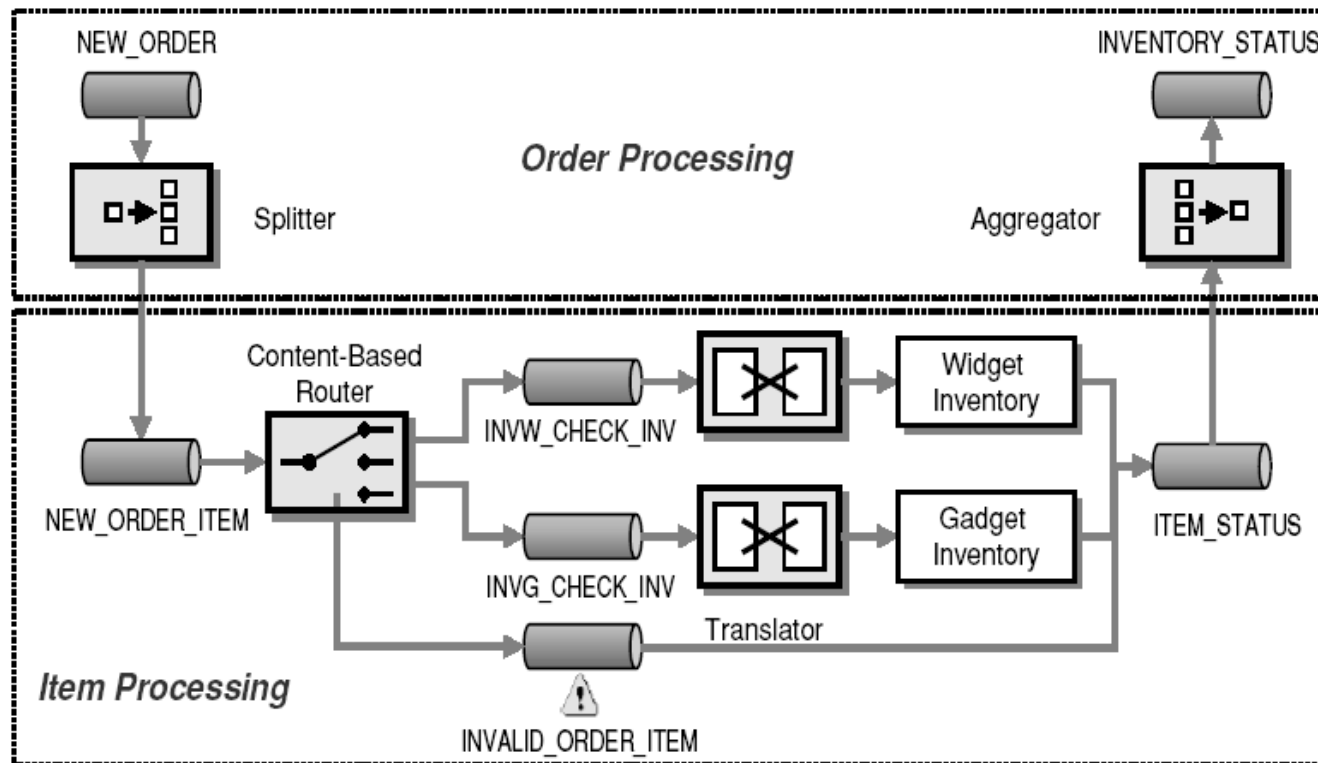 NEW_ORDER
INVENTORY_STATUS
Order Processing
Splitter
Aggregator
Content-Based
Router
INVW_CHECK_INV
Widget
Inventory
NEW_ORDER_ITEM
ITEM_STATUS
INVG_CHECK_INV
Gadget
Inventory
Translator
Item Processing
!
INVALID_ORDER_ITEM